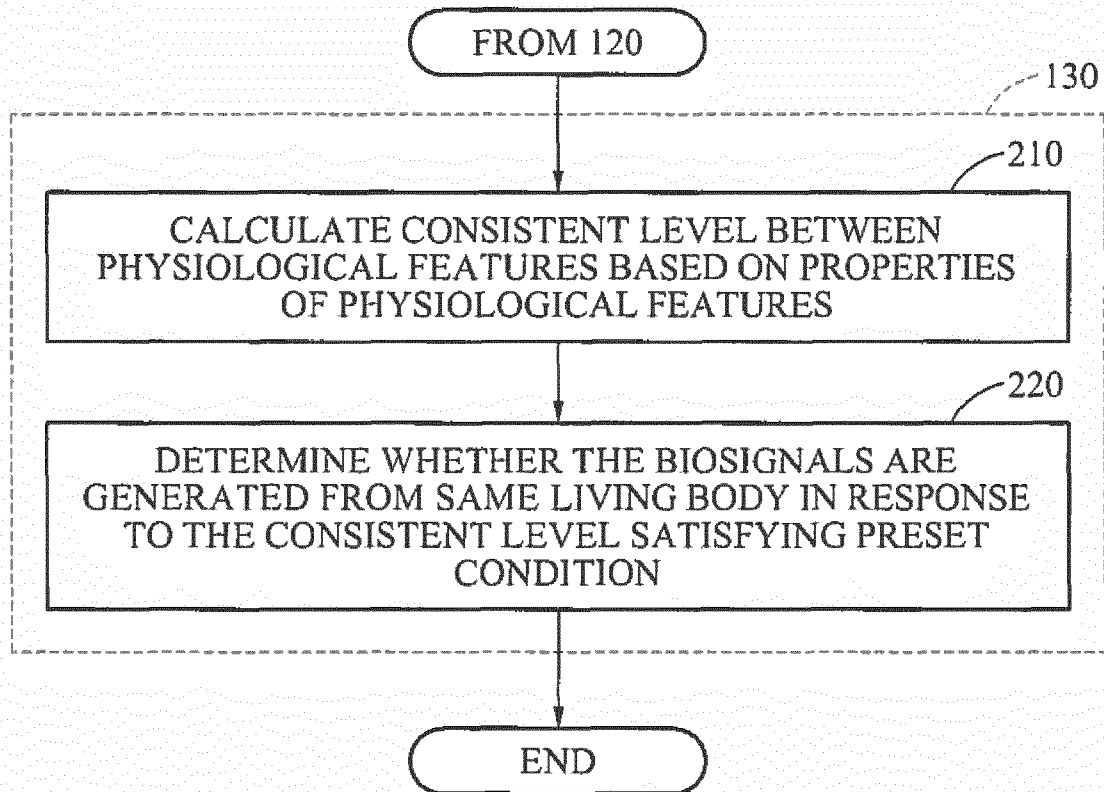 FROM 120
130
210
CALCULATE CONSISTENT LEVEL BETWEEN
PHYSIOLOGICAL FEATURES BASED ON PROPERTIES
OF PHYSIOLOGICAL FEATURES
220
DETERMINE WHETHER THE BIOSIGNALS ARE
GENERATED FROM SAME LIVING BODY IN RESPONSE
TO THE CONSISTENT LEVEL SATISFYING PRESET
CONDITION
END